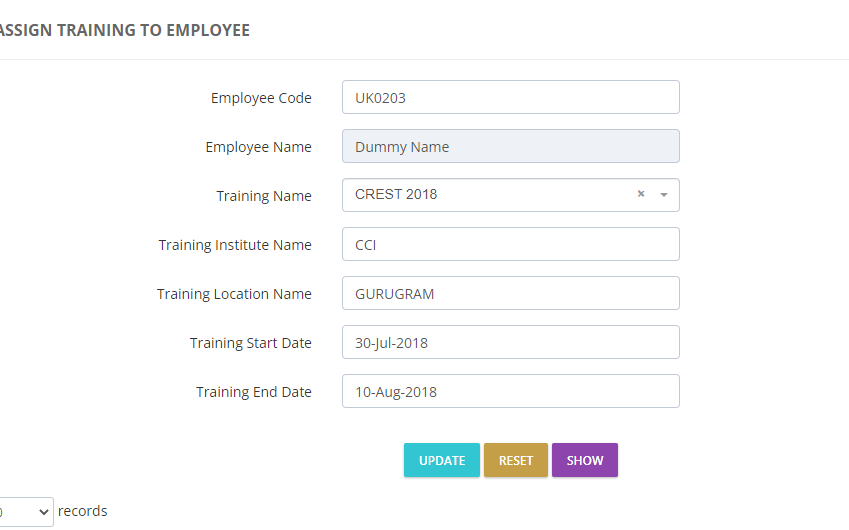 ASSIGN TRAINING TO EMPLOYEE
Employee Code UK0203
Employee Name Dummy Name
Training Name CREST 2018 ×
Training Institute Name CCI
Training Location Name GURUGRAM
Training Start Date 30-Jul-2018
Training End Date 10-Aug-2018
UPDATE RESET SHOW
records